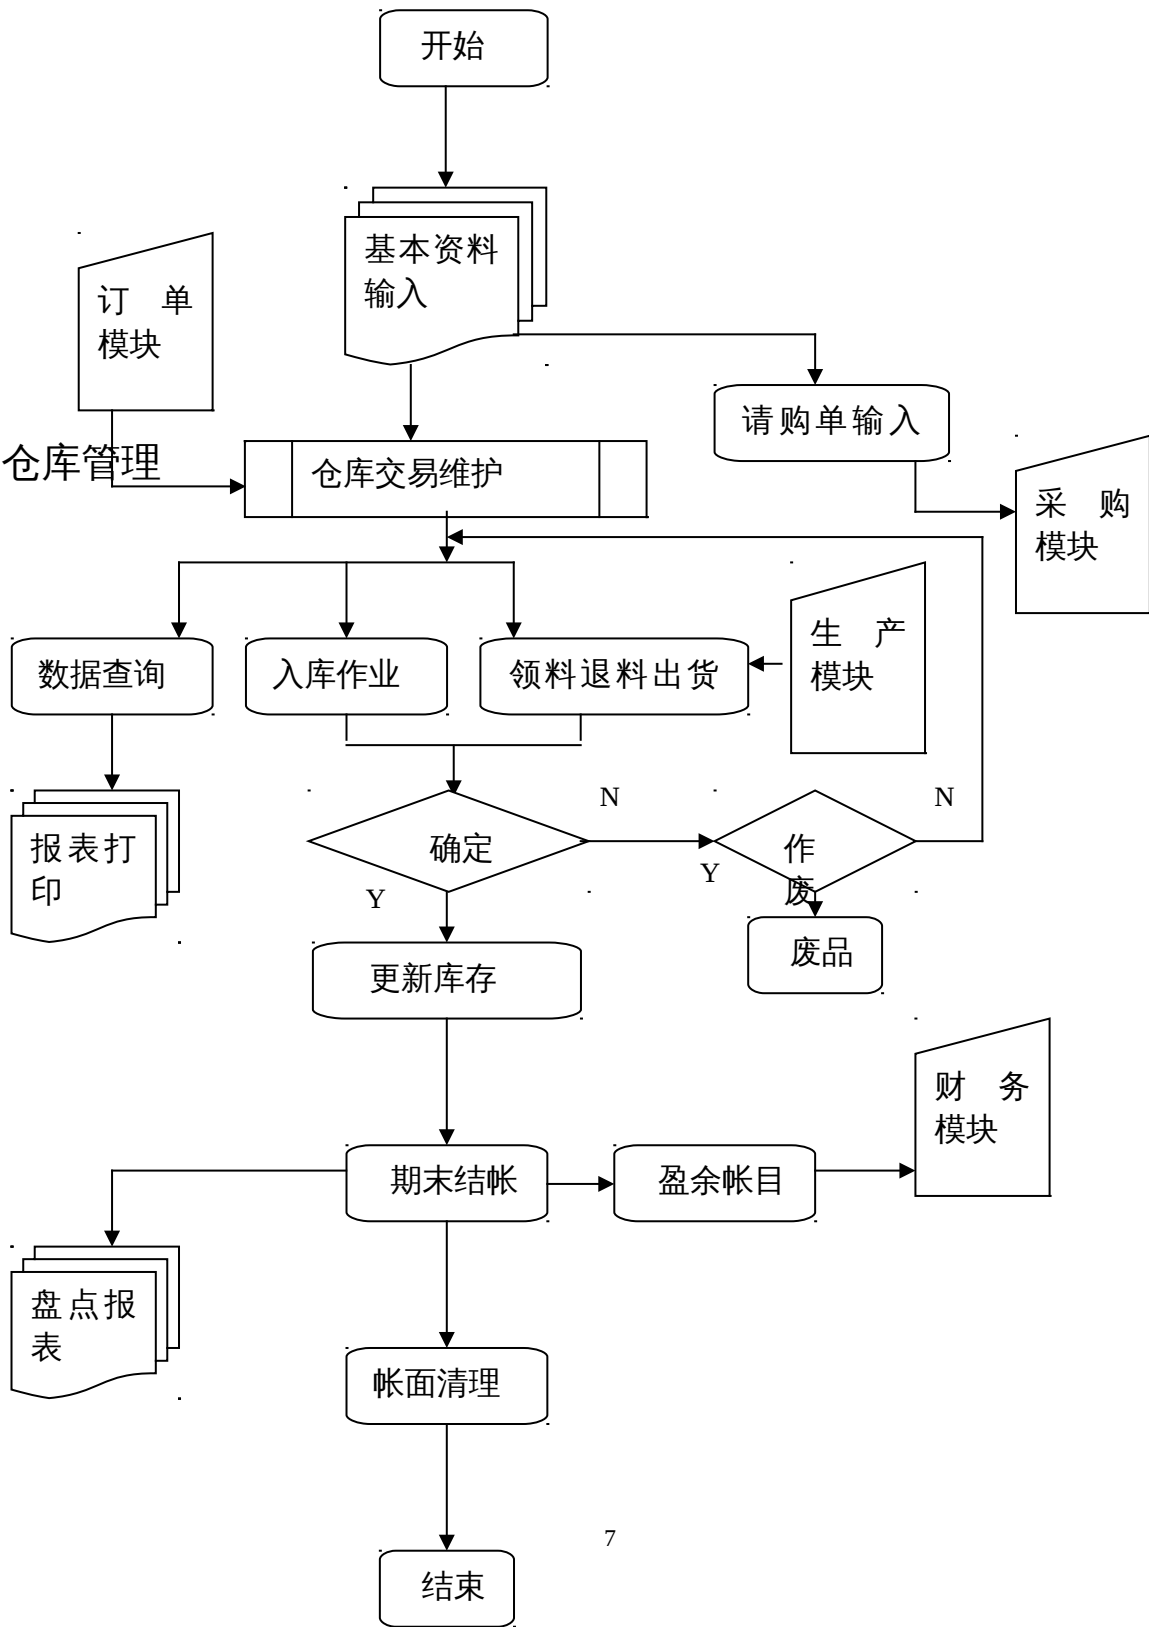 开始
基本资料
输入
订 单
模块
请购单输入
仓库管理
仓库交易维护
采 购
模块
生 产
模块
数据查询
入库作业
领料退料出货
N
N
报表打
印
确定
作
废
Y
Y
废品
更新库存
财 务
模块
期末结帐
盈余帐目
盘点报
表
帐面清理
7
结束